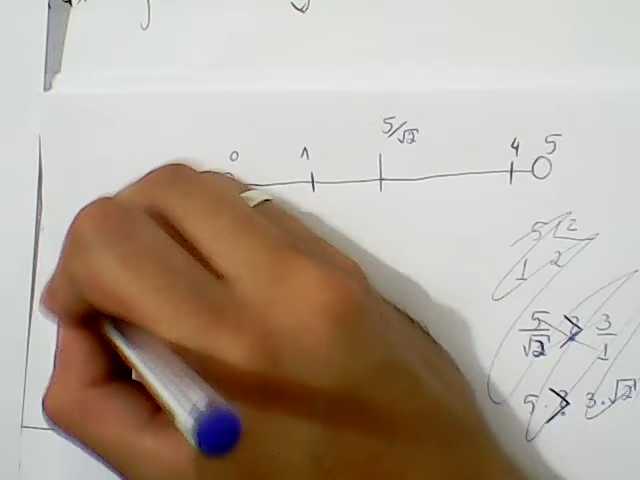 0 1 5/√2 4 5
5 2
1 2
5/√2 > 3/1
5 · > 3·√2